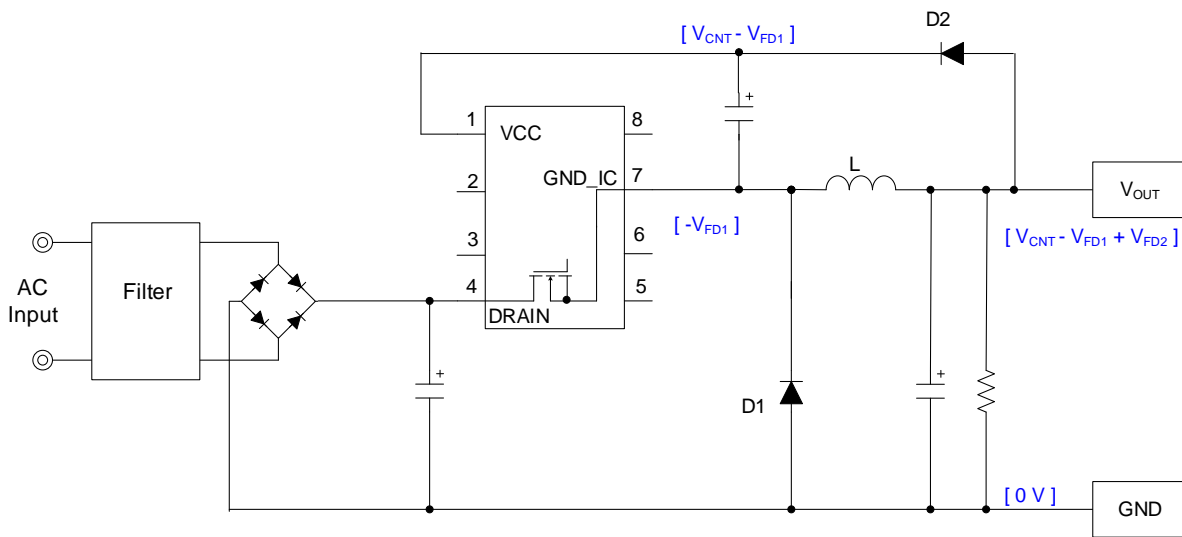 D2
[ VCNT - VFD1 ]
1
VCC
8
2
GND_IC
7
L
VOUT
[ -VFD1 ]
[ VCNT - VFD1 + VFD2 ]
3
6
AC
Input
Filter
4
DRAIN
5
+
+
+
D1
[ 0 V ]
GND